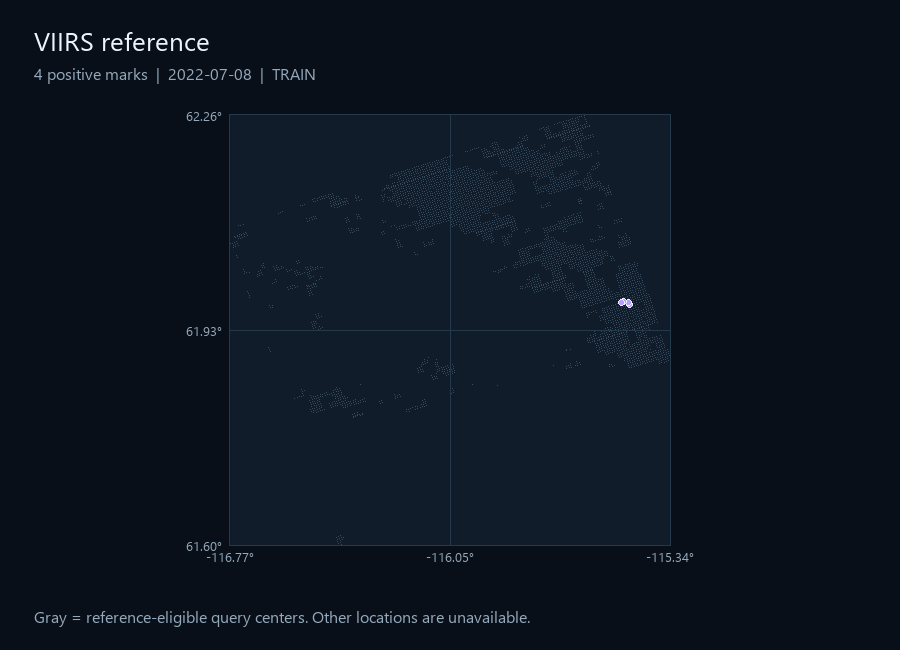 VIIRS reference
4 positive marks | 2022-07-08 | TRAIN
62.26°
61.93°
61.60°
-116.77° -116.05° -115.34°
Gray = reference-eligible query centers. Other locations are unavailable.